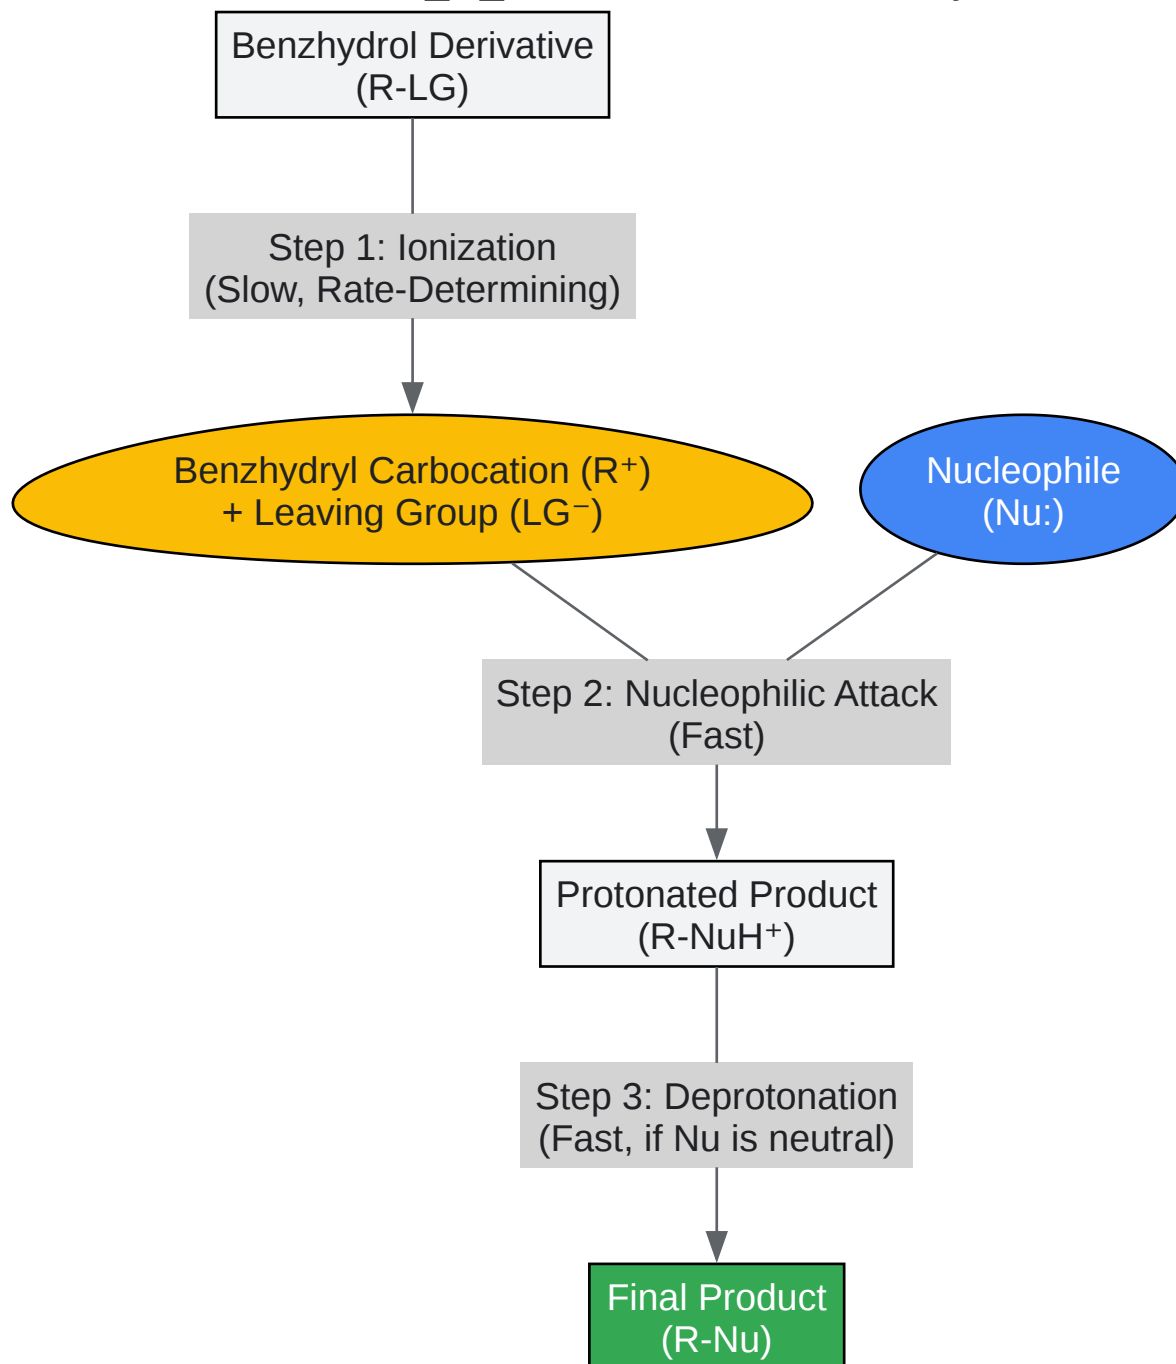 Benzhydrol Derivative
(R-LG)
Step 1: Ionization
(Slow, Rate-Determining)
Benzhydryl Carbocation (R⁺)
+ Leaving Group (LG⁻)
Nucleophile
(Nu:)
Step 2: Nucleophilic Attack
(Fast)
Protonated Product
(R-NuH⁺)
Step 3: Deprotonation
(Fast, if Nu is neutral)
Final Product
(R-Nu)